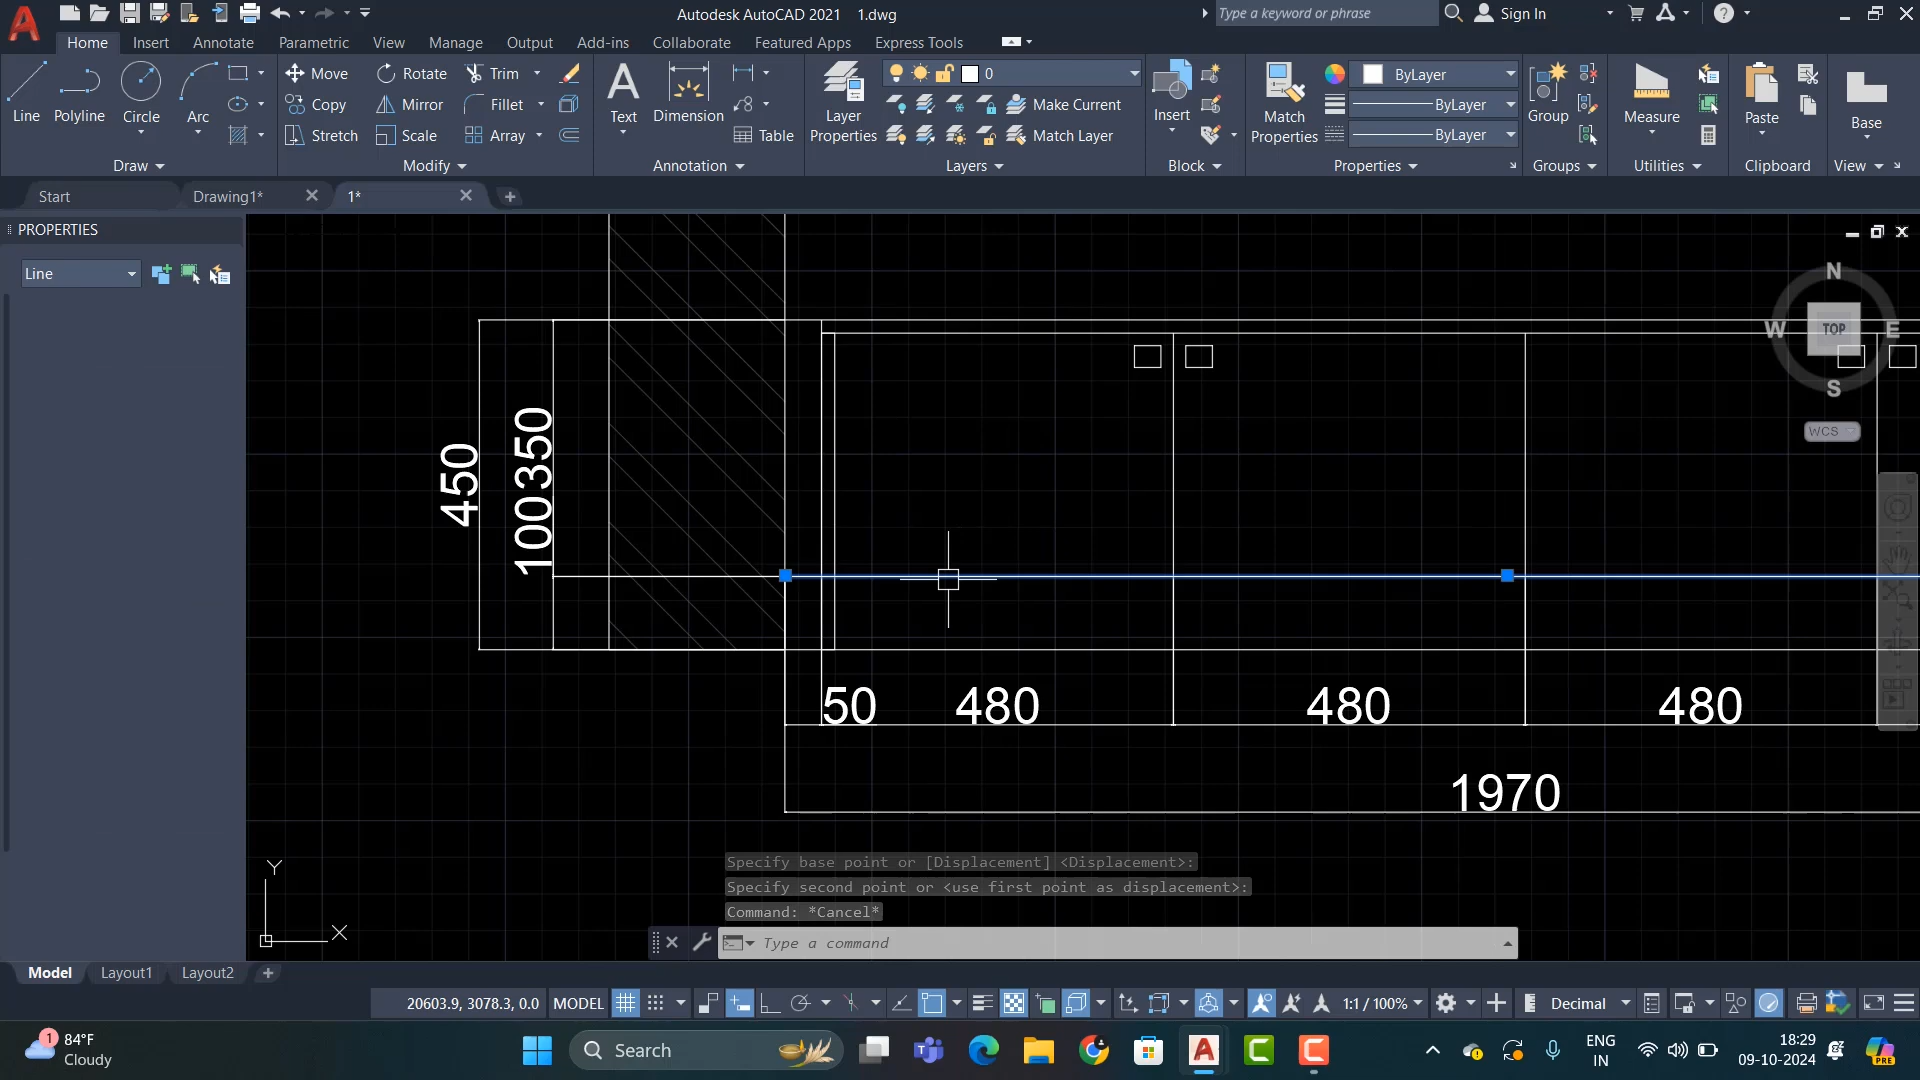 Autodesk AutoCAD 2021 1.dwg
Type a keyword or phrase
Sign In
Home Insert Annotate Parametric View Manage Output Add-ins Collaborate Featured Apps Express Tools
Line
Polyline
Circle
Arc
Move
Copy
Stretch
Rotate
Mirror
Scale
Trim
Fillet
Array
Text
Dimension
Table
Layer
Properties
0
Make Current
Match Layer
Insert
Match
Properties
ByLayer
ByLayer
ByLayer
Group
Measure
Paste
Base
Draw
Modify
Annotation
Layers
Block
Properties
Groups
Utilities
Clipboard
View
Start
Drawing1*
1*
PROPERTIES
Line
N
W
TOP
E
S
WCS
450
100350
50
480
480
480
1970
Y
X
Specify base point or [Displacement] <Displacement>:
Specify second point or <use first point as displacement>:
Command: *Cancel*
Type a command
Model
Layout1
Layout2
20603.9, 3078.3, 0.0
MODEL
1:1 / 100%
Decimal
1
84°F
Cloudy
Search
ENG
IN
18:29
09-10-2024
PRE